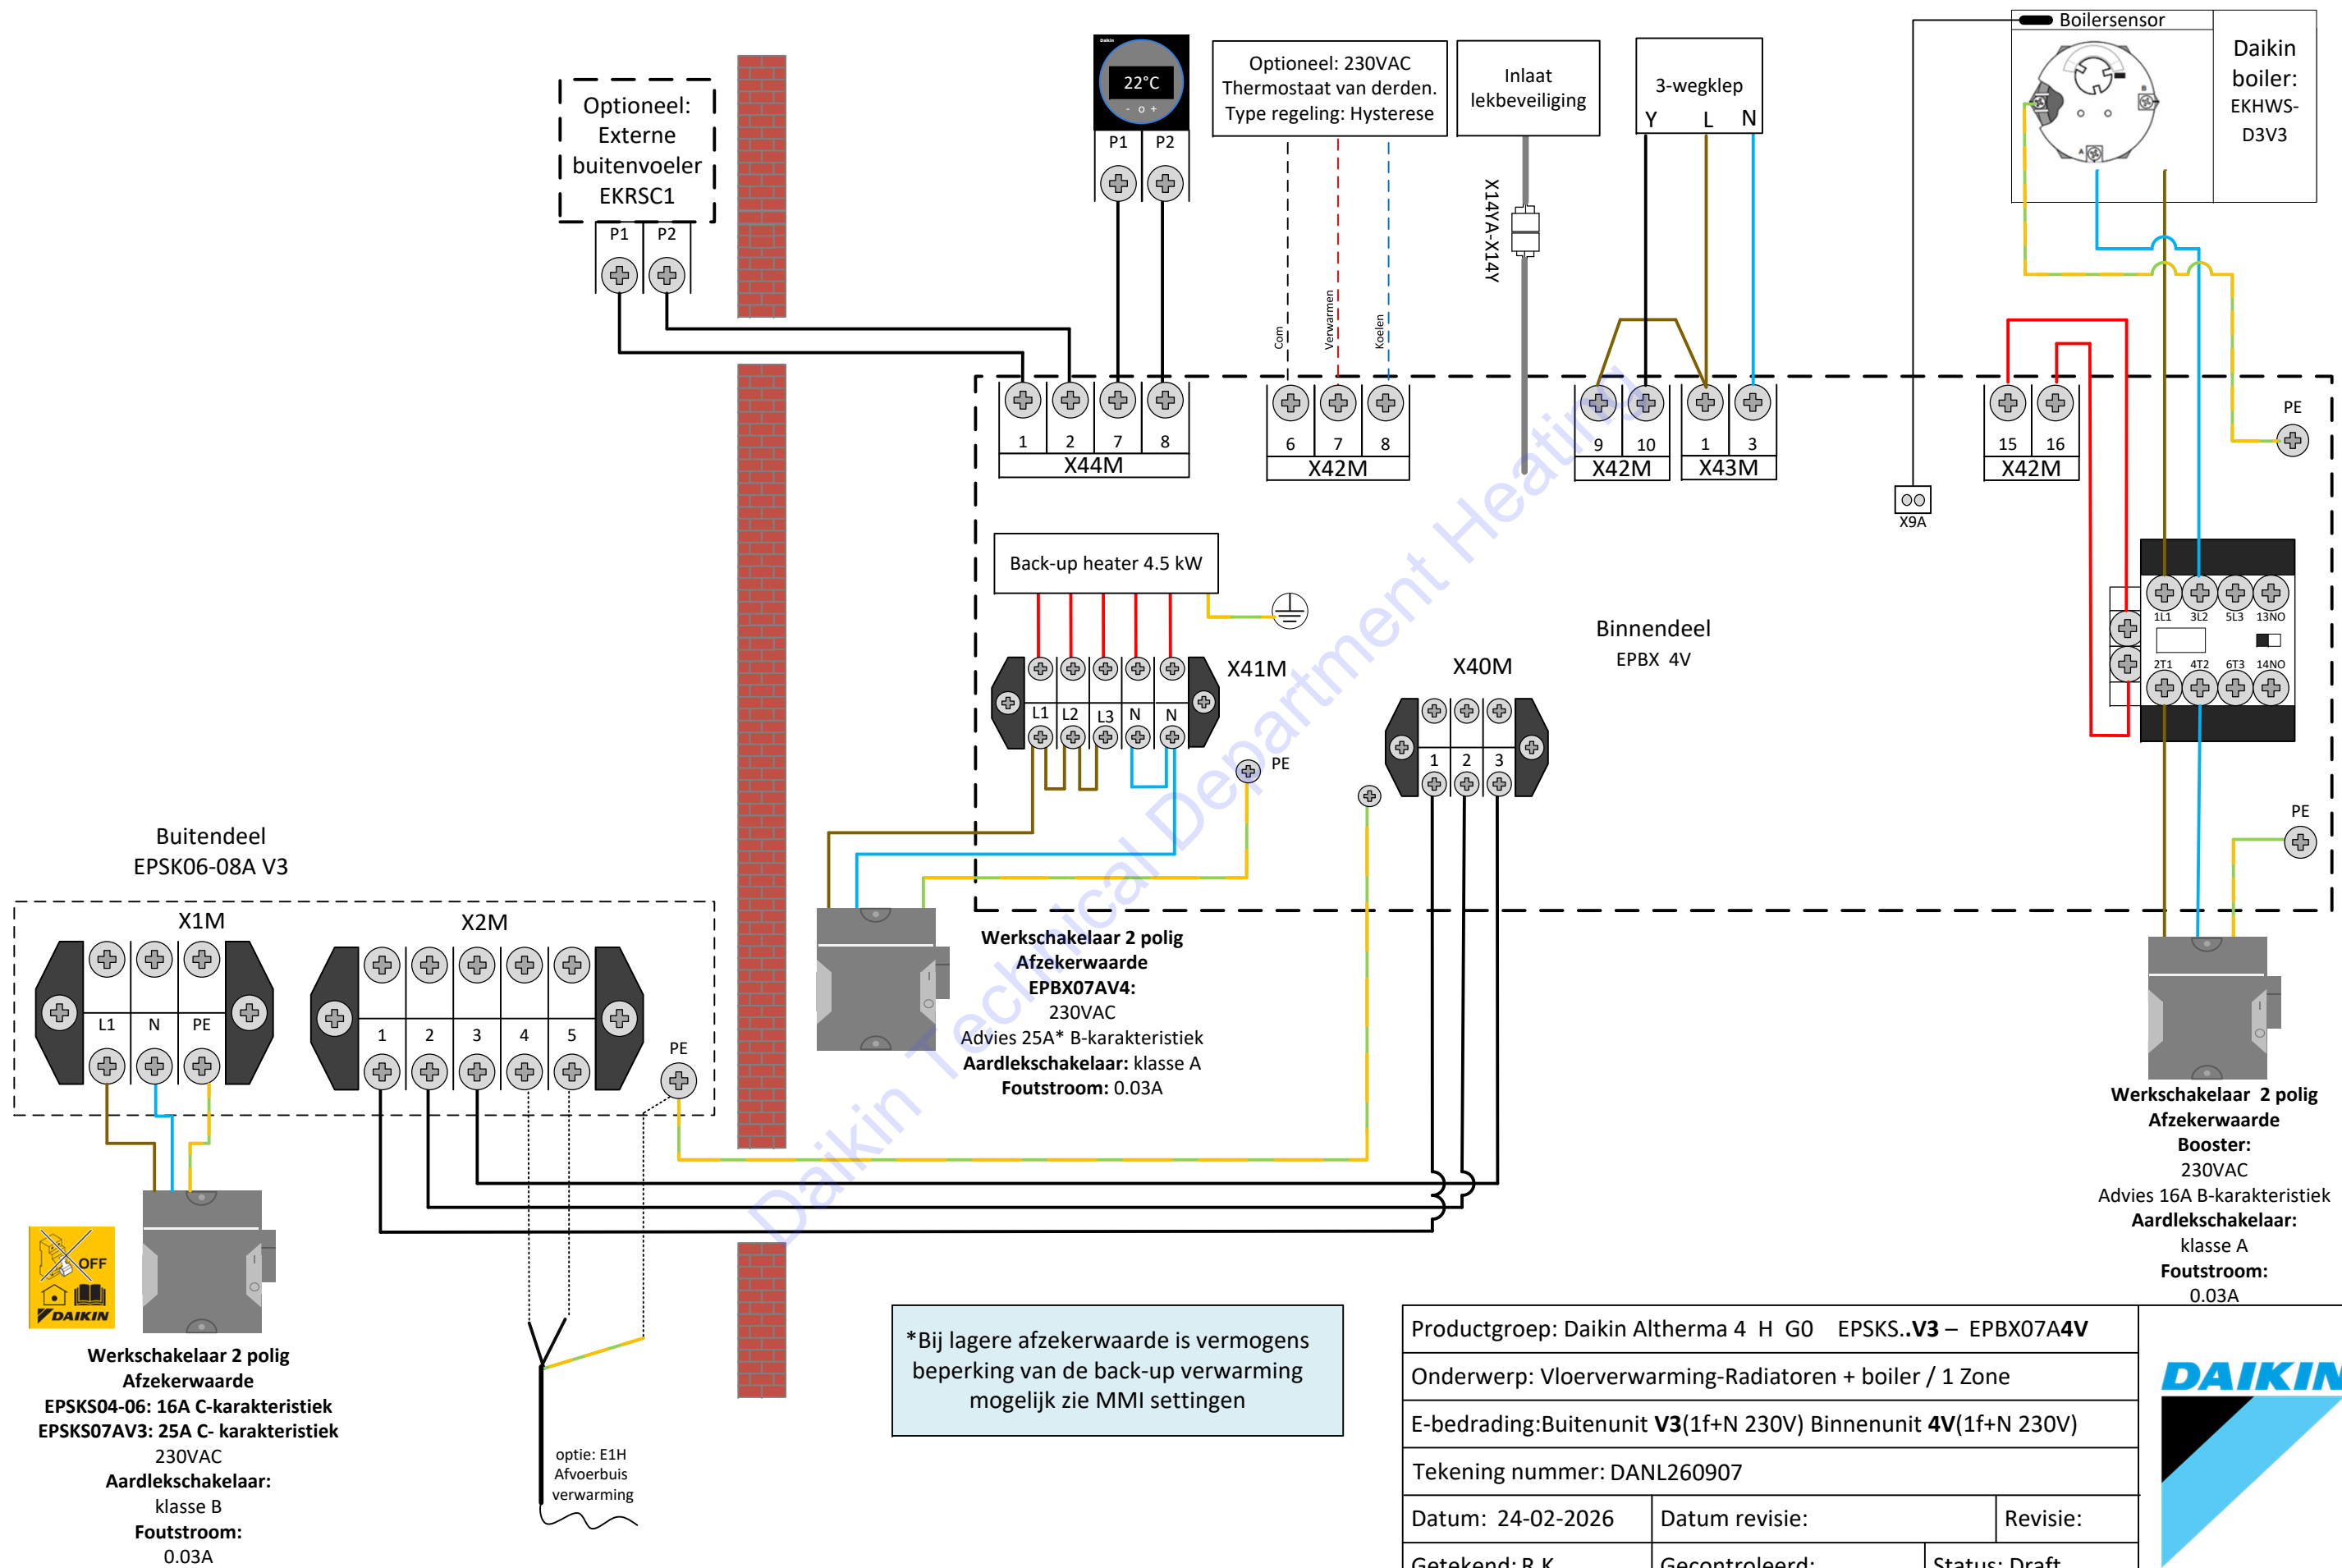 Optioneel:
Externe
buitenvoeler
EKRSC1
P1 P2
Daikin
22°C
- o +
P1 P2
Optioneel: 230VAC
Thermostaat van derden.
Type regeling: Hysterese
Inlaat
lekbeveiliging
3-wegklep
Y L N
Boilersensor
B
A
Daikin
boiler:
EKHWS-
D3V3
X14YA-X14Y
Com
Verwarmen
Koelen
1 2 7 8
X44M
6 7 8
X42M
9 10
X42M
1 3
X43M
X9A
15 16
X42M
PE
Back-up heater 4.5 kW
X41M
L1 L2 L3 N N
PE
Binnendeel
EPBX 4V
X40M
1 2 3
1L1 3L2 5L3 13NO
2T1 4T2 6T3 14NO
PE
Buitendeel
EPSK06-08A V3
X1M
L1 N PE
X2M
1 2 3 4 5
PE
Werkschakelaar 2 polig
Afzekerwaarde
EPBX07AV4:
230VAC
Advies 25A* B-karakteristiek
Aardlekschakelaar: klasse A
Foutstroom: 0.03A
Werkschakelaar 2 polig
Afzekerwaarde
Booster:
230VAC
Advies 16A B-karakteristiek
Aardlekschakelaar:
klasse A
Foutstroom:
0.03A
OFF
DAIKIN
Werkschakelaar 2 polig
Afzekerwaarde
EPSKS04-06: 16A C-karakteristiek
EPSKS07AV3: 25A C- karakteristiek
230VAC
Aardlekschakelaar:
klasse B
Foutstroom:
0.03A
optie: E1H
Afvoerbuis
verwarming
*Bij lagere afzekerwaarde is vermogens
beperking van de back-up verwarming
mogelijk zie MMI settingen
Productgroep: Daikin Altherma 4 H G0 EPSKS..V3 – EPBX07A4V
Onderwerp: Vloerverwarming-Radiatoren + boiler / 1 Zone
E-bedrading:Buitenunit V3(1f+N 230V) Binnenunit 4V(1f+N 230V)
Tekening nummer: DANL260907
Datum: 24-02-2026 Datum revisie: Revisie:
Getekend: R.K. Gecontroleerd: Status: Draft
DAIKIN
Daikin Technical Department Heating